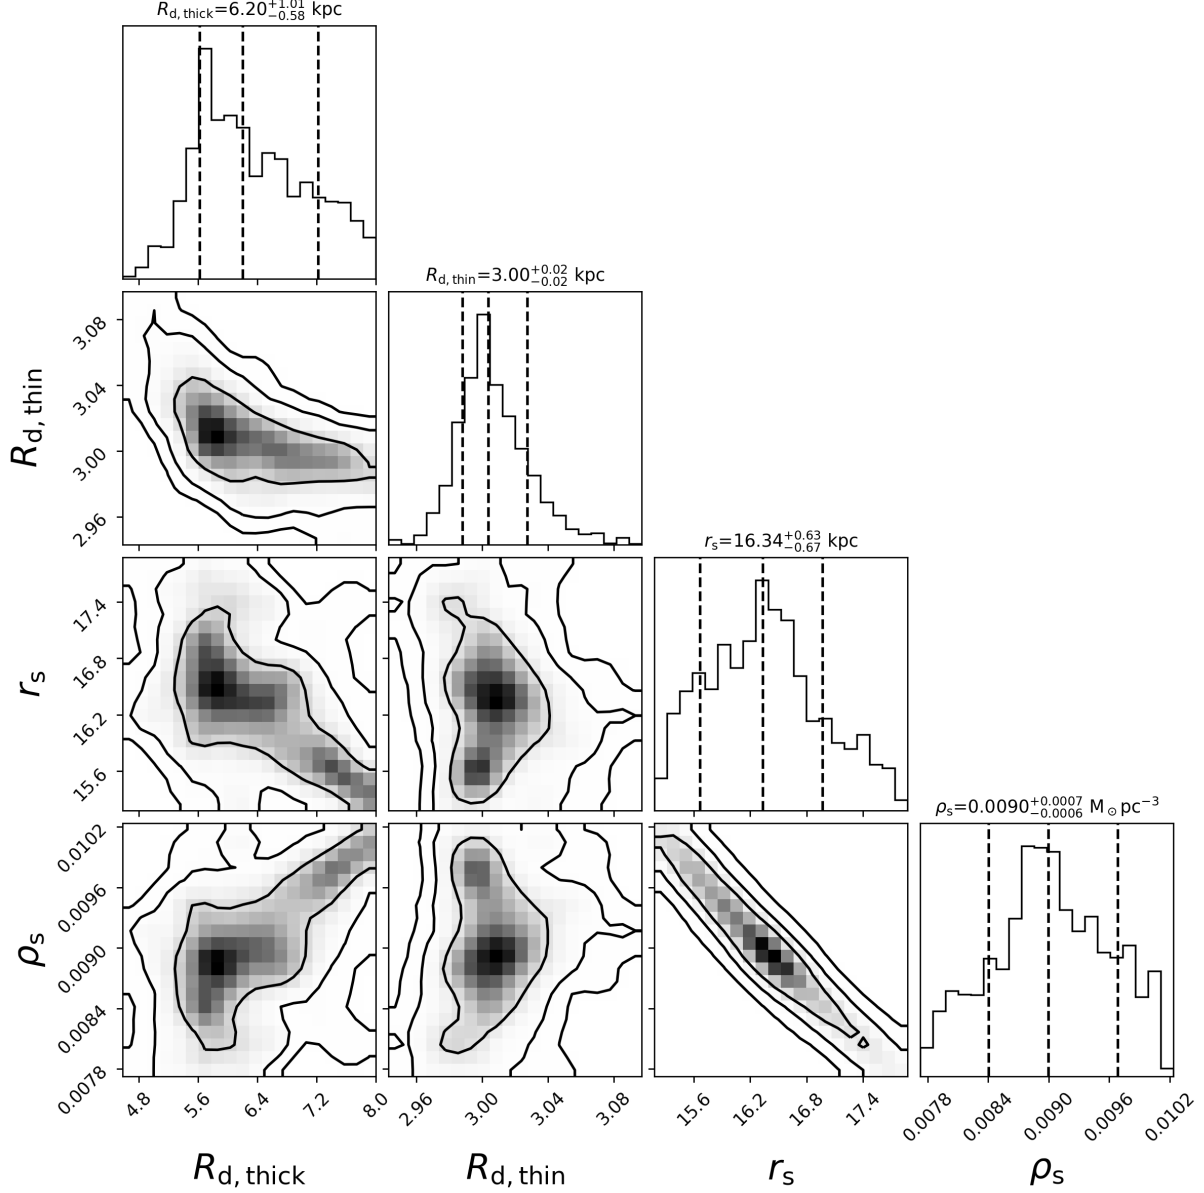 R_d,thick=6.20^{+1.01}_{−0.58} kpc
R_d,thin=3.00^{+0.02}_{−0.02} kpc
3.08
3.04
3.00
2.96
R_d,thin
r_s=16.34^{+0.63}_{−0.67} kpc
17.4
16.8
16.2
15.6
r_s
ρ_s=0.0090^{+0.0007}_{−0.0006} M_⊙pc^{−3}
0.0102
0.0096
0.0090
0.0084
0.0078
ρ_s
4.8 5.6 6.4 7.2 8.0 2.96 3.00 3.04 3.08 15.6 16.2 16.8 17.4 0.0078 0.0084 0.0090 0.0096 0.0102
R_d,thick R_d,thin r_s ρ_s